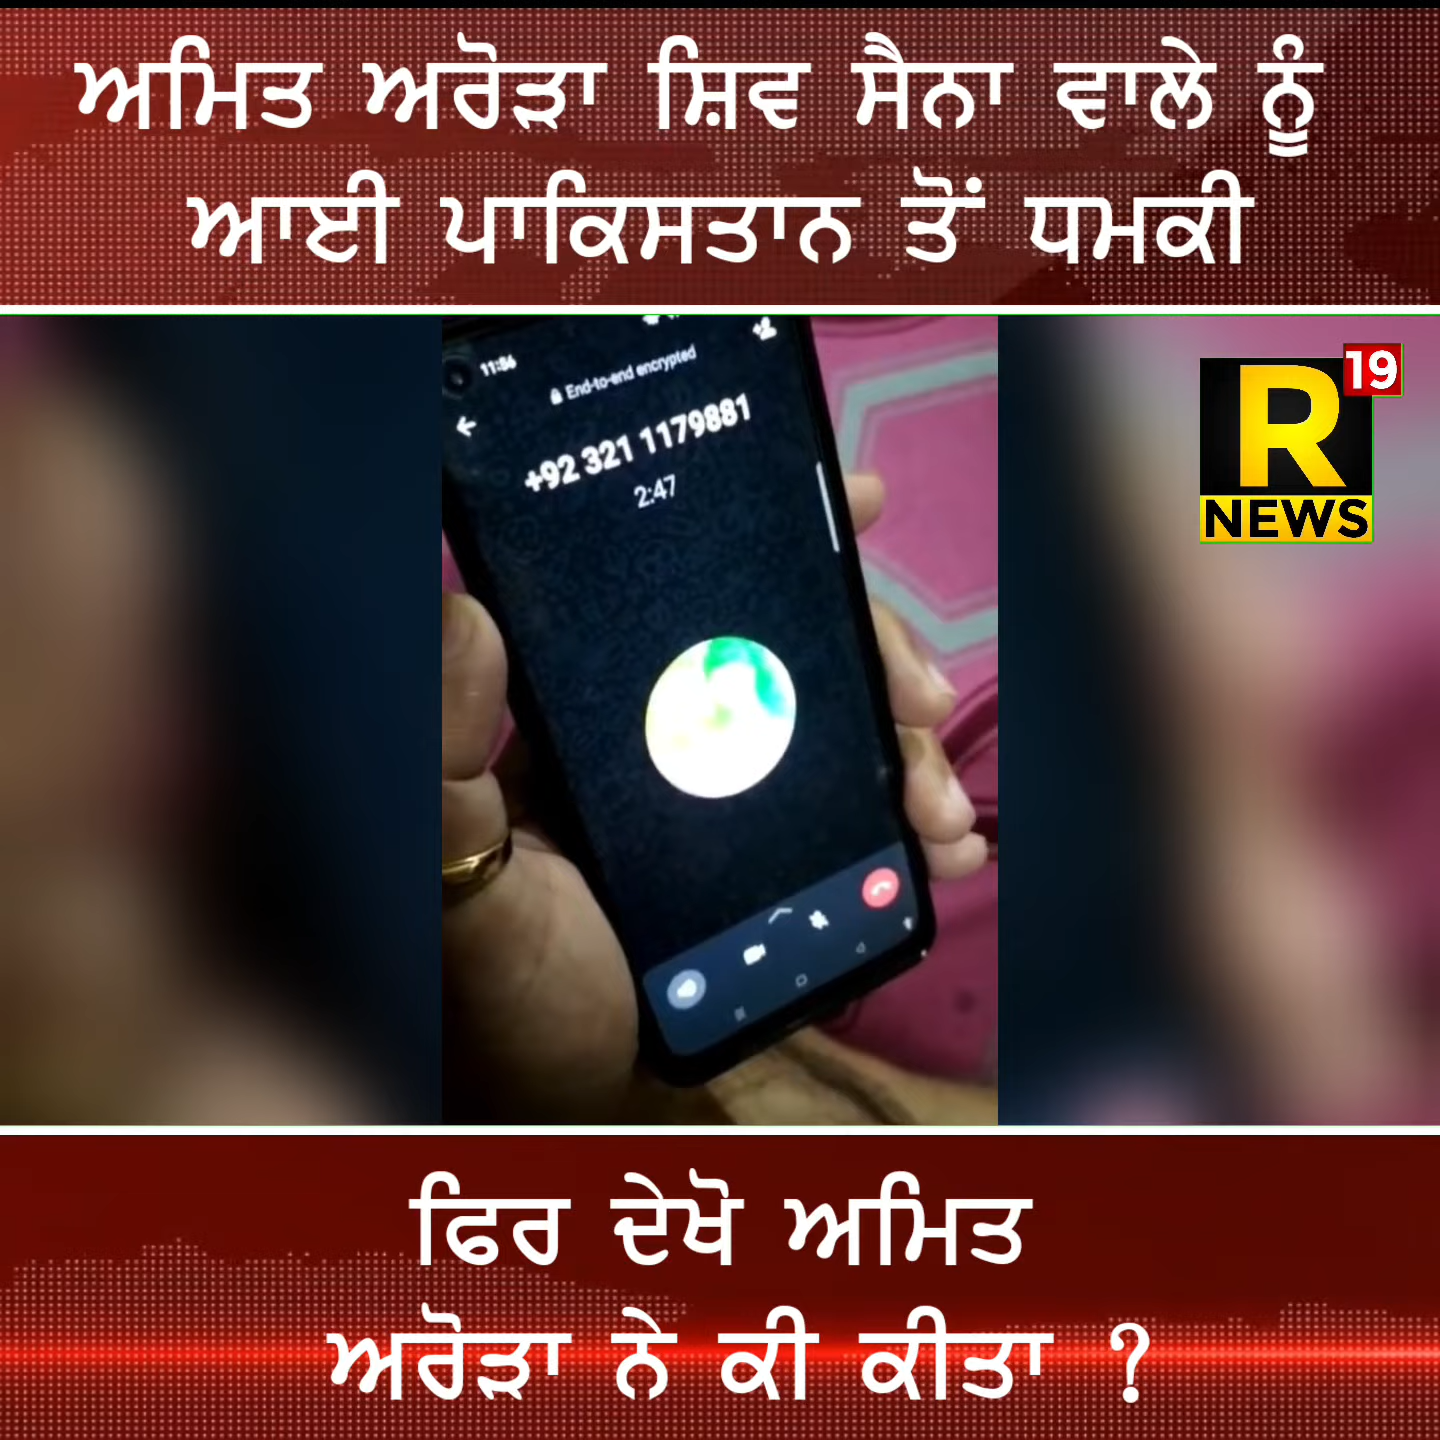 ਅਮਿਤ ਅਰੋੜਾ ਸ਼ਿਵ ਸੈਨਾ ਵਾਲੇ ਨੂੰ
ਆਈ ਪਾਕਿਸਤਾਨ ਤੋਂ ਧਮਕੀ
11:56
End-to-end encrypted
+92 321 1179881
2:47
R 19
NEWS
ਫਿਰ ਦੇਖੋ ਅਮਿਤ
ਅਰੋੜਾ ਨੇ ਕੀ ਕੀਤਾ ?